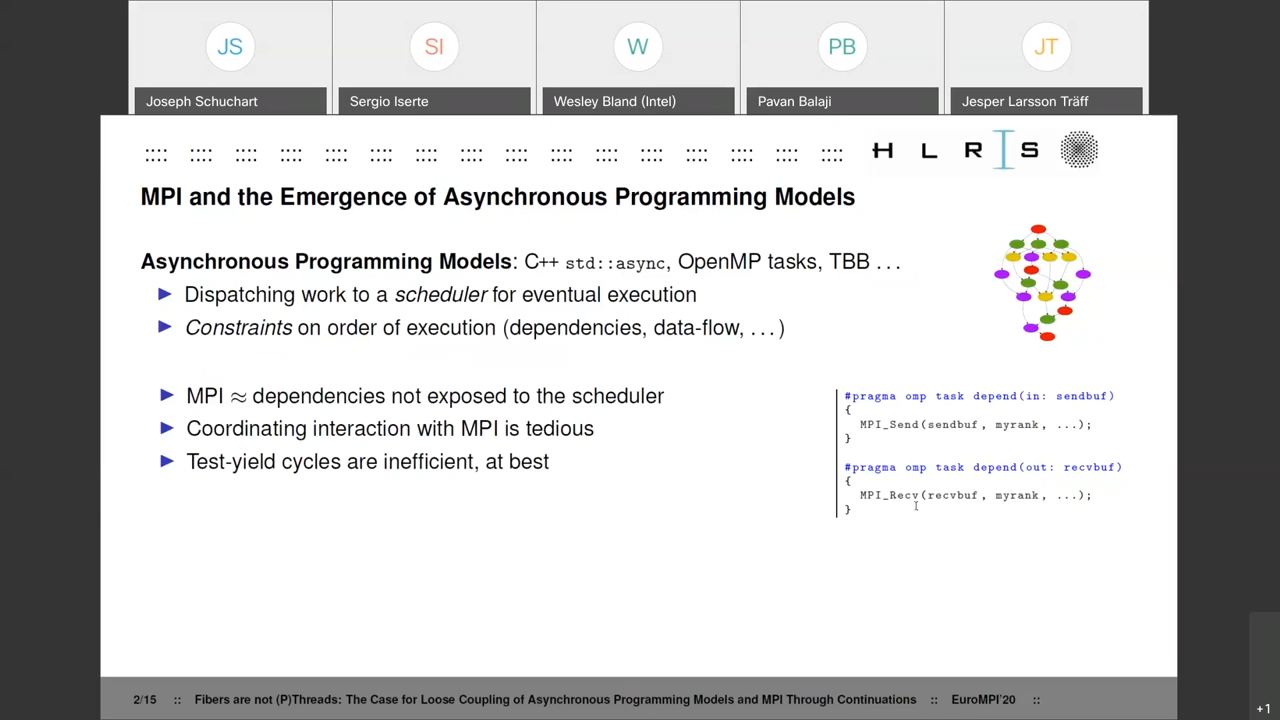 JS SI W PB JT
Joseph Schuchart Sergio Iserte Wesley Bland (Intel) Pavan Balaji Jesper Larsson Träff
H L R I S
MPI and the Emergence of Asynchronous Programming Models
Asynchronous Programming Models: C++ std::async, OpenMP tasks, TBB ...
Dispatching work to a scheduler for eventual execution
Constraints on order of execution (dependencies, data-flow, ...)
MPI ≈ dependencies not exposed to the scheduler
Coordinating interaction with MPI is tedious
Test-yield cycles are inefficient, at best
#pragma omp task depend(in: sendbuf)
{
MPI_Send(sendbuf, myrank, ...);
}
#pragma omp task depend(out: recvbuf)
{
MPI_Recv(recvbuf, myrank, ...);
}
2/15 :: Fibers are not (P)Threads: The Case for Loose Coupling of Asynchronous Programming Models and MPI Through Continuations :: EuroMPI'20 ::
+1